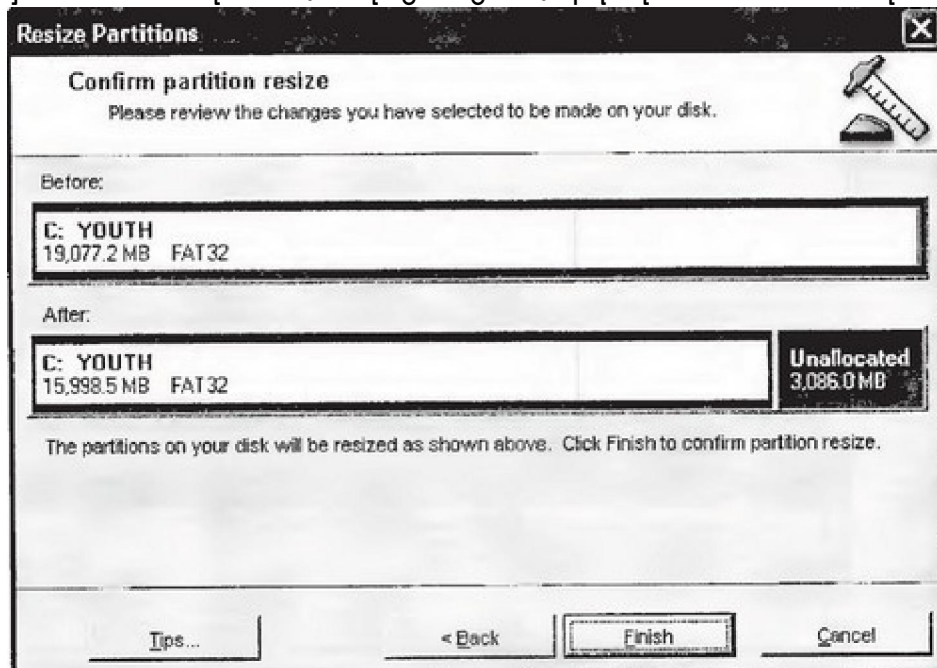 Resize Partitions
Confirm partition resize
Please review the changes you have selected to be made on your disk.
Before:
C: YOUTH
19,077.2 MB FAT32
After:
C: YOUTH
15,998.5 MB FAT32
Unallocated
3,086.0 MB
The partitions on your disk will be resized as shown above. Click Finish to confirm partition resize.
Tips...
< Back
Finish
Cancel